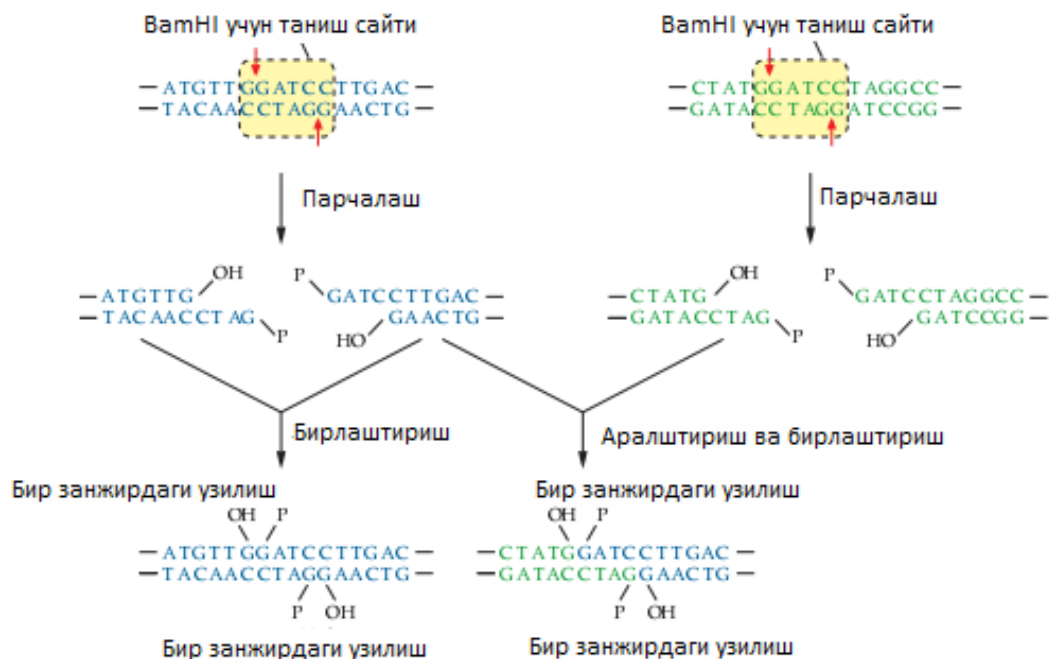 BamHI учун таниш сайти
BamHI учун таниш сайти
— ATGTTGGATCCTTGAC —
— TACAACCTAGGAACTG —
— CTATGGATCCTAGGCC —
— GATACCTAGGATCCGG —
Парчалаш
Парчалаш
OH
P
— ATGTTG
— TACAACCTAG
P
GATCCTTGAC —
GAACTG —
HO
OH
P
— CTATG
— GATACCTAG
P
GATCCTAGGCC —
GATCCGG —
HO
Бирлаштириш
Аралштириш ва бирлаштириш
Бир занжирдаги узилиш
Бир занжирдаги узилиш
OH P
— ATGTTGGATCCTTGAC —
— TACAACCTAGGAACTG —
P OH
OH P
— CTATGGATCCTTGAC —
— GATACCTAGGAACTG —
P OH
Бир занжирдаги узилиш
Бир занжирдаги узилиш